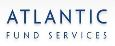 ATLANTIC
FUND SERVICES